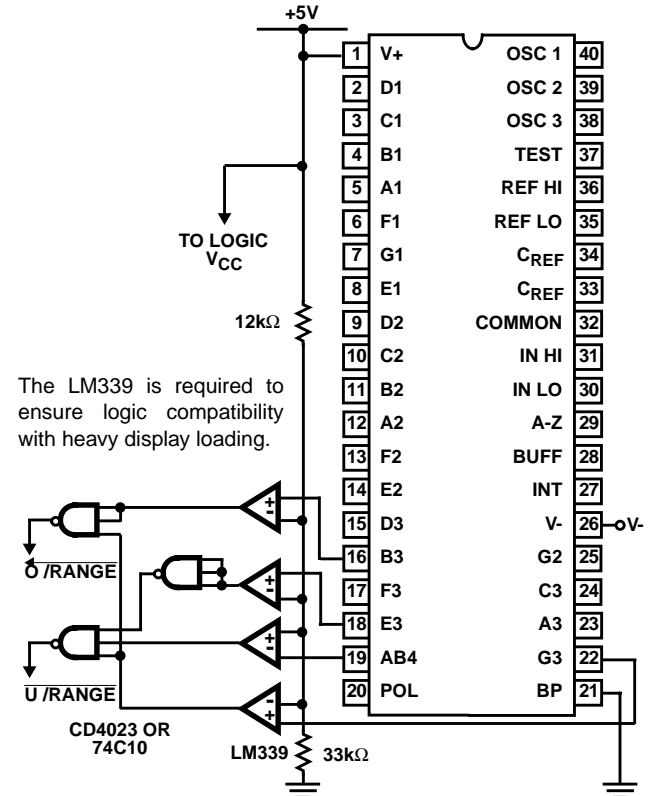 +5V
1 V+ OSC 1 40
2 D1 OSC 2 39
3 C1 OSC 3 38
4 B1 TEST 37
5 A1 REF HI 36
6 F1 REF LO 35
7 G1 CREF 34
8 E1 CREF 33
9 D2 COMMON 32
10 C2 IN HI 31
11 B2 IN LO 30
12 A2 A-Z 29
13 F2 BUFF 28
14 E2 INT 27
15 D3 V- 26 V-
16 B3 G2 25
17 F3 C3 24
18 E3 A3 23
19 AB4 G3 22
20 POL BP 21
TO LOGIC
VCC
12kΩ
The LM339 is required to
ensure logic compatibility
with heavy display loading.
+ -
O /RANGE
+ -
- +
U /RANGE
- +
CD4023 OR
74C10
LM339 33kΩ